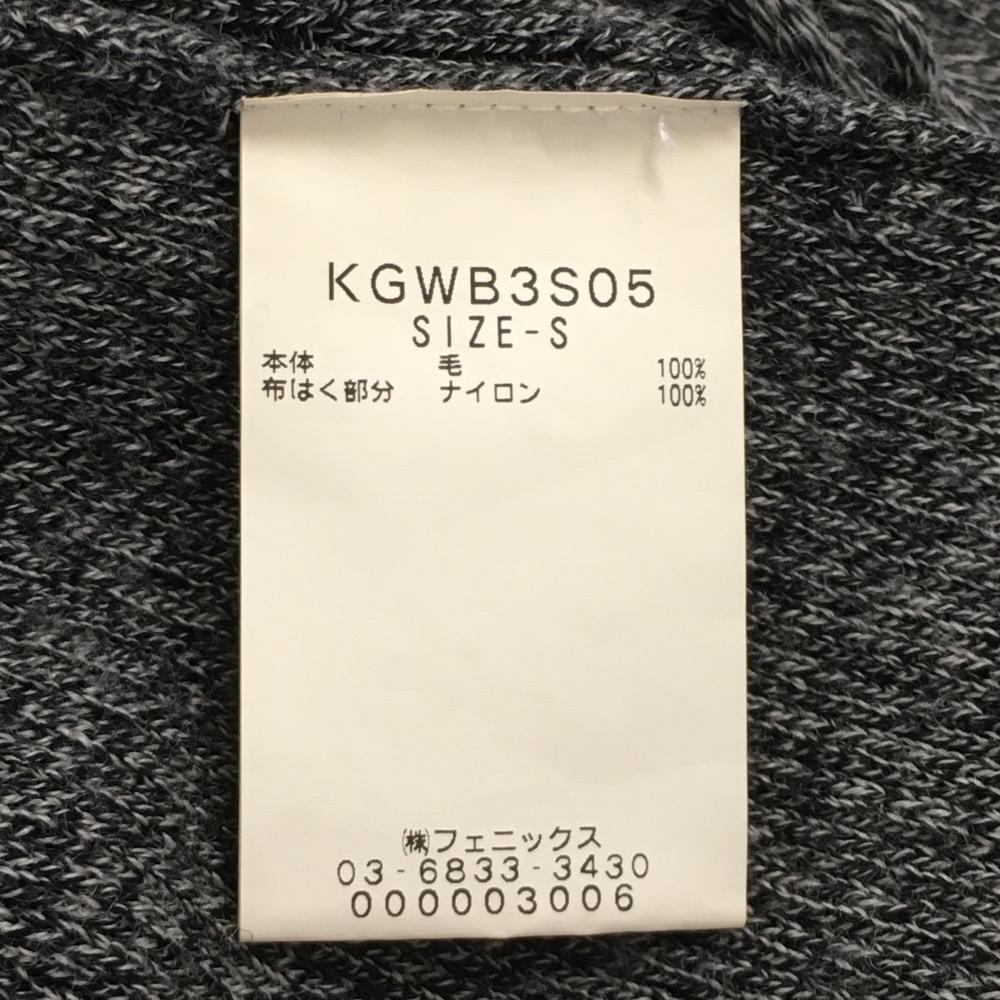 KGWB3S05
SIZE-S
本体 毛 100%
布はく部分 ナイロン 100%
㈱フェニックス
03-6833-3430
000003006